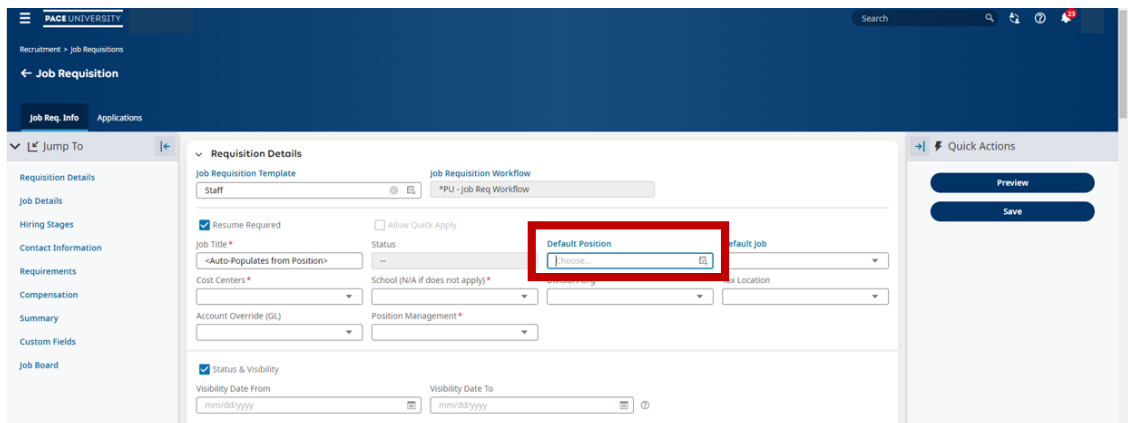 PACE UNIVERSITY
Search
23
Recruitment > Job Requisitions
← Job Requisition
Job Req. Info Applications
Jump To
Requisition Details
Job Details
Hiring Stages
Contact Information
Requirements
Compensation
Summary
Custom Fields
Job Board
Requisition Details
Job Requisition Template Job Requisition Workflow
Staff *PU - Job Req Workflow
Resume Required Allow Quick Apply
Job Title * Status Default Position efault Job
<Auto-Populates from Position> -- Choose...
Cost Centers * School (N/A if does not apply) * Division/Org Tax Location
Account Override (GL) Position Management *
Status & Visibility
Visibility Date From Visibility Date To
mm/dd/yyyy mm/dd/yyyy
Quick Actions
Preview
Save